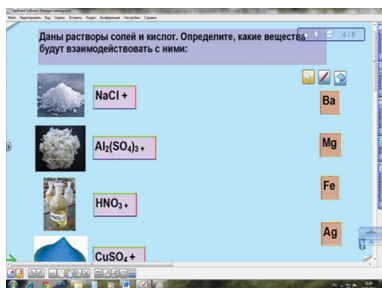 Даны растворы солей и кислот. Определите, какие вещества
будут взаимодействовать с ними:
4 / 6
NaCl +
Ba
Al₂(SO₄)₃ +
Mg
HNO₃ +
Fe
Ag
CuSO₄ +